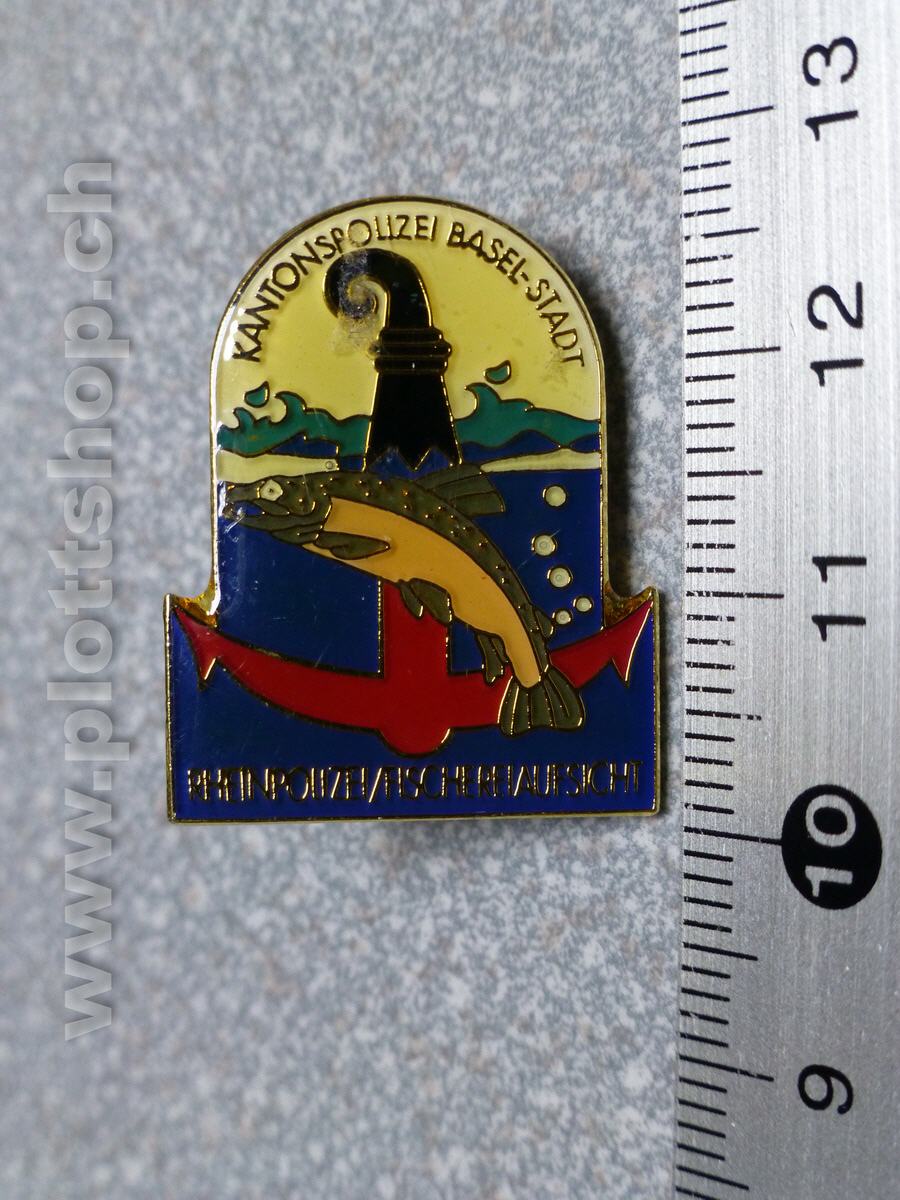 KANTONSPOLIZEI BASEL-STADT
RHEINPOLIZEI/FISCHEREIAUFSICHT
www.plottshop.ch
13
12
11
10
9